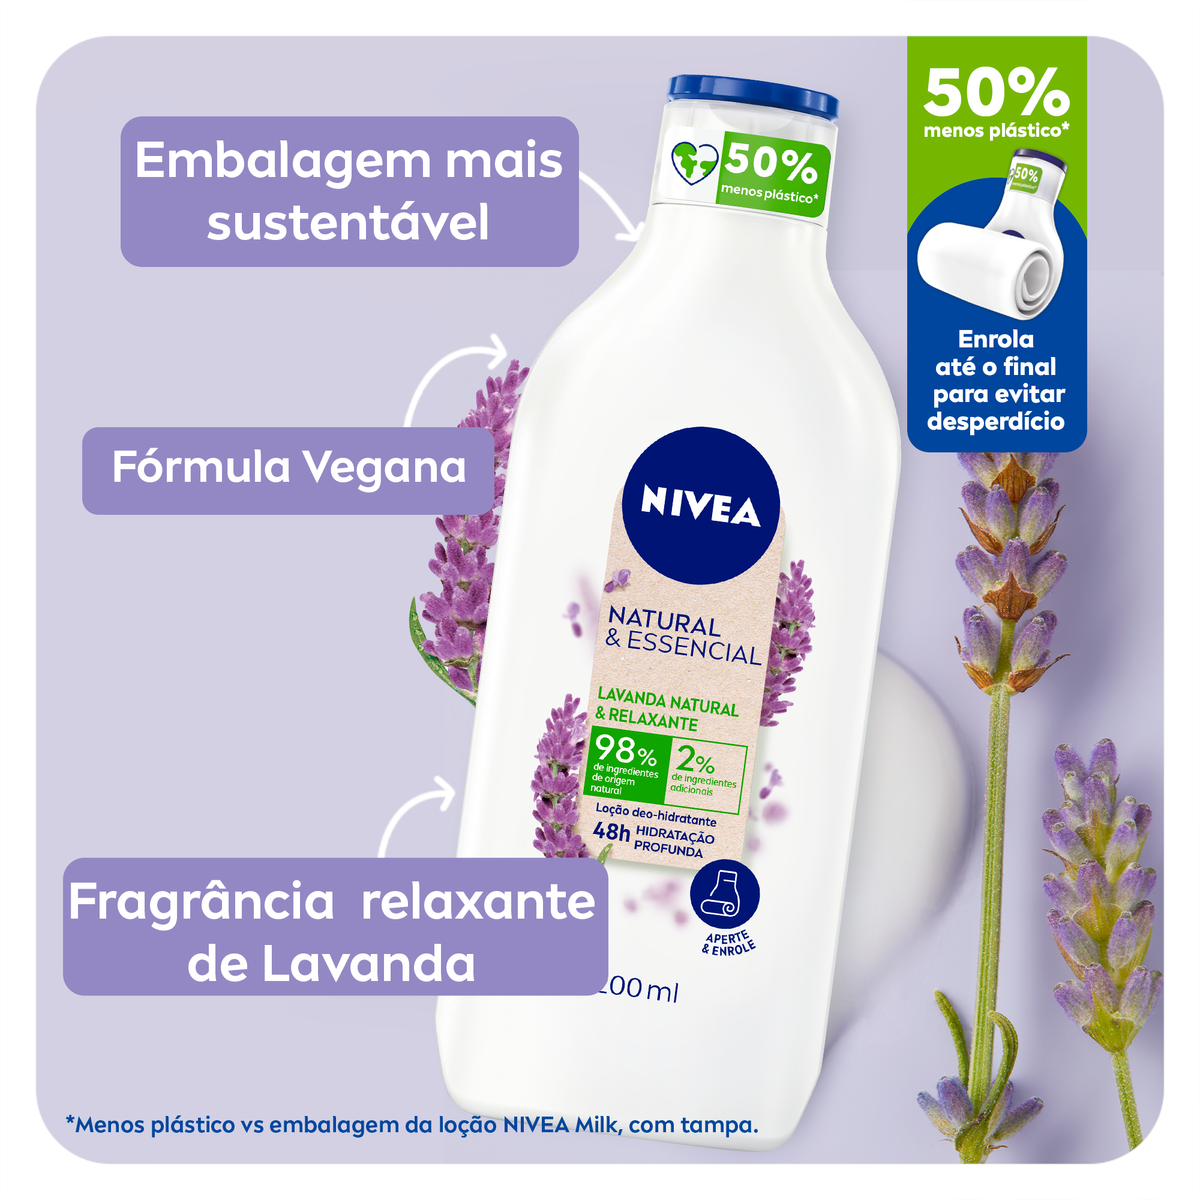 50%
menos plástico*
50%
Enrola
até o final
para evitar
desperdício
Embalagem mais
sustentável
Fórmula Vegana
Fragrância relaxante
de Lavanda
50%
menos plástico*
NIVEA
NATURAL
& ESSENCIAL
LAVANDA NATURAL
& RELAXANTE
98%
de ingredientes
de origem
natural
2%
de ingredientes
adicionais
Loção deo-hidratante
48h HIDRATAÇÃO
PROFUNDA
APERTE
& ENROLE
00 ml
*Menos plástico vs embalagem da loção NIVEA Milk, com tampa.